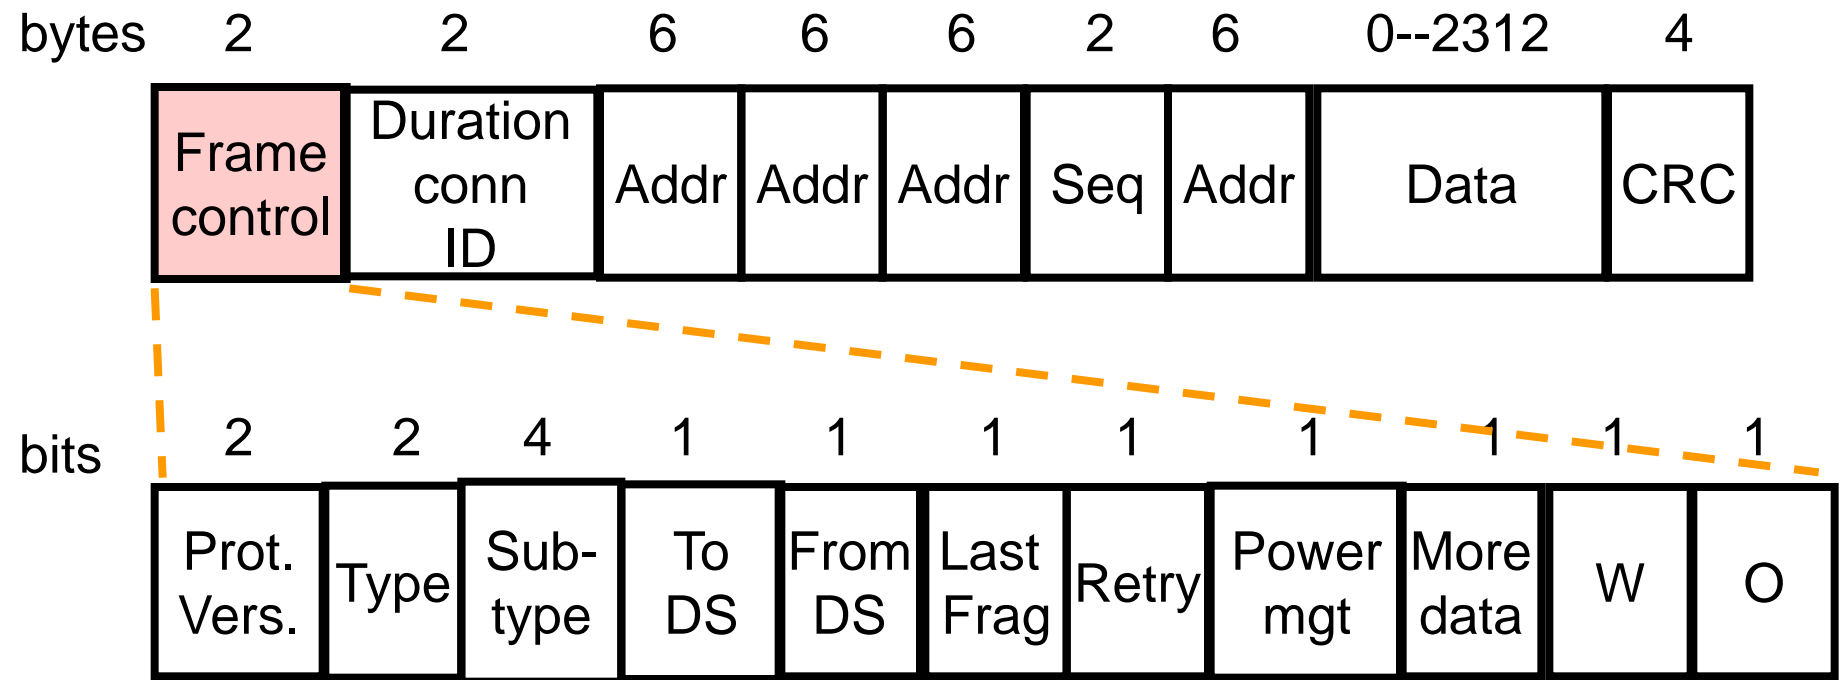 bytes 2 2 6 6 6 2 6 0--2312 4
Frame control
Duration conn ID
Addr
Addr
Addr
Seq
Addr
Data
CRC
bits 2 2 4 1 1 1 1 1 1 1 1
Prot. Vers.
Type
Sub-type
To DS
From DS
Last Frag
Retry
Power mgt
More data
W
O